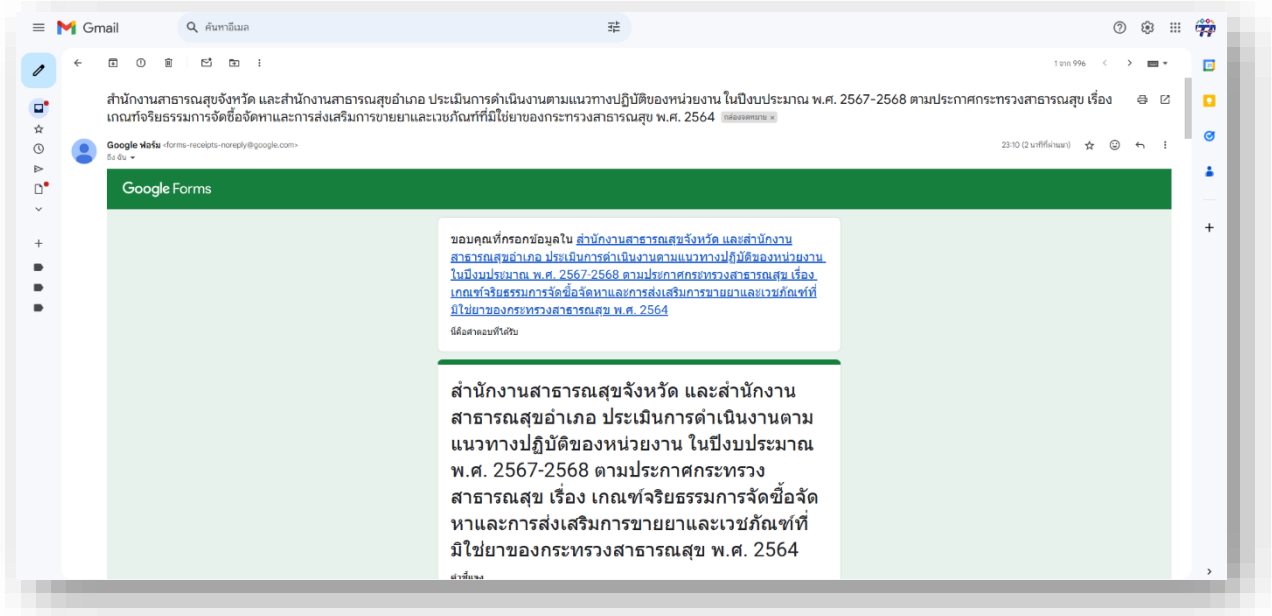 Gmail
ค้นหาอีเมล
1 จาก 996
สำนักงานสาธารณสุขจังหวัด และสำนักงานสาธารณสุขอำเภอ ประเมินการดำเนินงานตามแนวทางปฏิบัติของหน่วยงาน ในปีงบประมาณ พ.ศ. 2567-2568 ตามประกาศกระทรวงสาธารณสุข เรื่อง
เกณฑ์จริยธรรมการจัดซื้อจัดหาและการส่งเสริมการขายยาและเวชภัณฑ์ที่มิใช่ยาของกระทรวงสาธารณสุข พ.ศ. 2564 กล่องจดหมาย x
Google ฟอร์ม <forms-receipts-noreply@google.com>
23:10 (2 นาทีที่ผ่านมา)
ถึง ฉัน
Google Forms
ขอบคุณที่กรอกข้อมูลใน สำนักงานสาธารณสุขจังหวัด และสำนักงาน
สาธารณสุขอำเภอ ประเมินการดำเนินงานตามแนวทางปฏิบัติของหน่วยงาน
ในปีงบประมาณ พ.ศ. 2567-2568 ตามประกาศกระทรวงสาธารณสุข เรื่อง
เกณฑ์จริยธรรมการจัดซื้อจัดหาและการส่งเสริมการขายยาและเวชภัณฑ์ที่
มิใช่ยาของกระทรวงสาธารณสุข พ.ศ. 2564
นี่คือคำตอบที่ได้รับ
สำนักงานสาธารณสุขจังหวัด และสำนักงาน
สาธารณสุขอำเภอ ประเมินการดำเนินงานตาม
แนวทางปฏิบัติของหน่วยงาน ในปีงบประมาณ
พ.ศ. 2567-2568 ตามประกาศกระทรวง
สาธารณสุข เรื่อง เกณฑ์จริยธรรมการจัดซื้อจัด
หาและการส่งเสริมการขายยาและเวชภัณฑ์ที่
มิใช่ยาของกระทรวงสาธารณสุข พ.ศ. 2564
คำชี้แจง